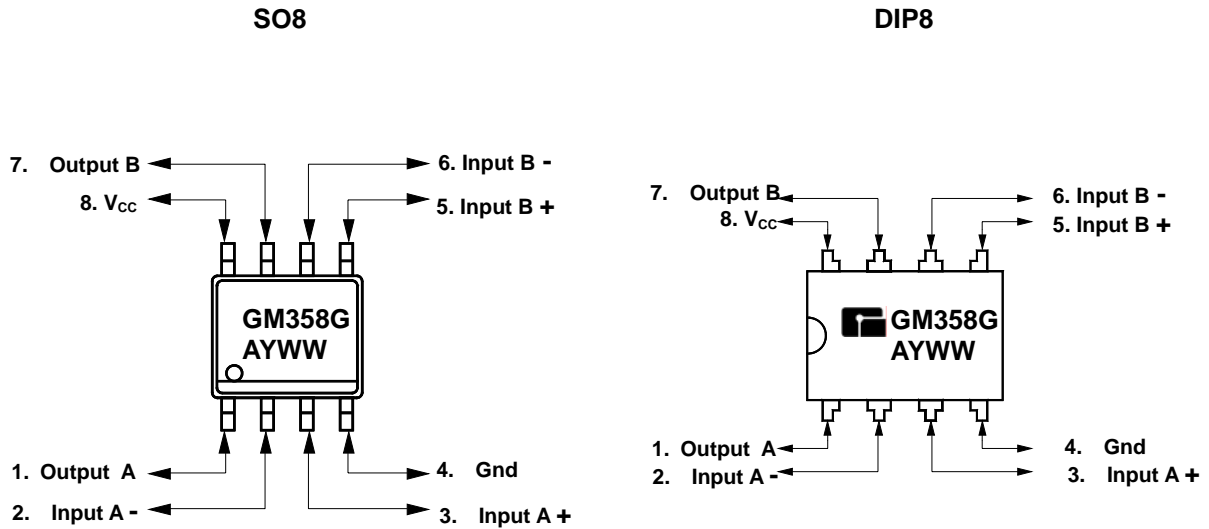 SO8
7. Output B
6. Input B -
8. VCC
5. Input B +
GM358G
AYWW
1. Output A
4. Gnd
2. Input A -
3. Input A +
DIP8
7. Output B
6. Input B -
8. VCC
5. Input B +
GM358G
AYWW
1. Output A
4. Gnd
2. Input A -
3. Input A +